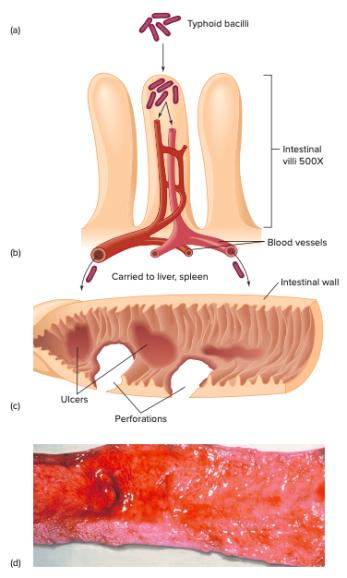 (a)
Typhoid bacilli
Intestinal
villi 500X
Blood vessels
(b)
Carried to liver, spleen
Intestinal wall
Ulcers
(c)
Perforations
(d)